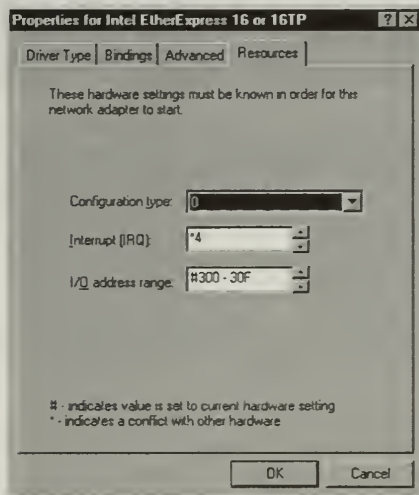 Properties for Intel EtherExpress 16 or 16TP
Driver Type Bindings Advanced Resources
These hardware settings must be known in order for this
network adapter to start.
Configuration type: 0
Interrupt (IRQ): *4
I/O address range: #300 - 30F
# - indicates value is set to current hardware setting
* - indicates a conflict with other hardware
OK Cancel